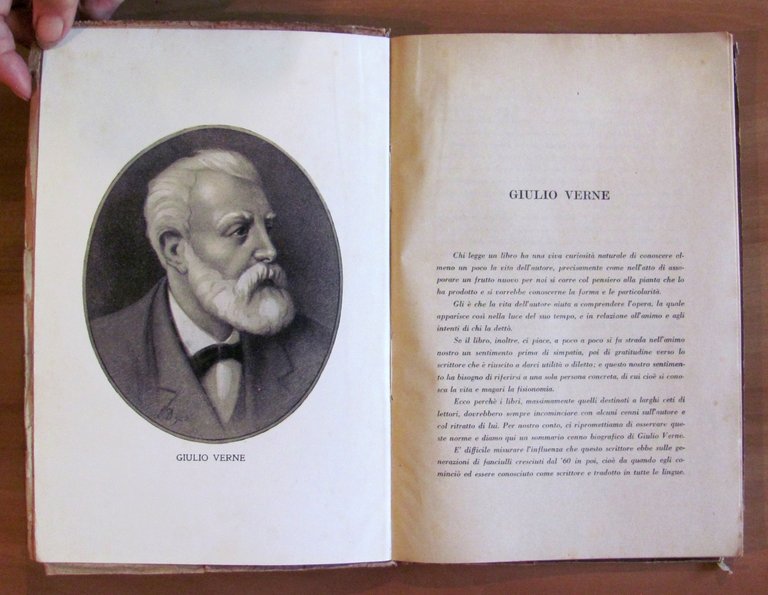 GIULIO VERNE
GIULIO VERNE
Chi legge un libro ha una viva curiosità naturale di conoscere al-
meno un poco la vita dell'autore, precisamente come nell'atto di asso-
porare un frutto nuovo per noi si corre col pensiero alla pianta che lo
ha prodotto e si vorrebbe conoscerne la forma e le particolarità.
Gli è che la vita dell'autore aiuta a comprendere l'opera, la quale
apparisce così nella luce del suo tempo, e in relazione all'animo e agli
intenti di chi la dettò.
Se il libro, inoltre, ci piace, a poco a poco si fa strada nell'animo
nostro un sentimento prima di simpatia, poi di gratitudine verso lo
scrittore che è riuscito a darci utilità o diletto; e questo nostro sentimen-
to ha bisogno di riferirsi a una sola persona concreta, di cui cioè si cono-
sca la vita e magari la fisionomia.
Ecco perchè i libri, massimamente quelli destinati a larghi ceti di
lettori, dovrebbero sempre incominciare con alcuni cenni sull'autore e
col ritratto di lui. Per nostro conto, ci ripromettiamo di osservare que-
ste norme e diamo qui un sommario cenno biografico di Giulio Verne.
E' difficile misurare l'influenza che questo scrittore ebbe sulle ge-
nerazioni di fanciulli cresciuti dal '60 in poi, cioè da quando egli co-
minciò ad essere conosciuto come scrittore e tradotto in tutte le lingue.